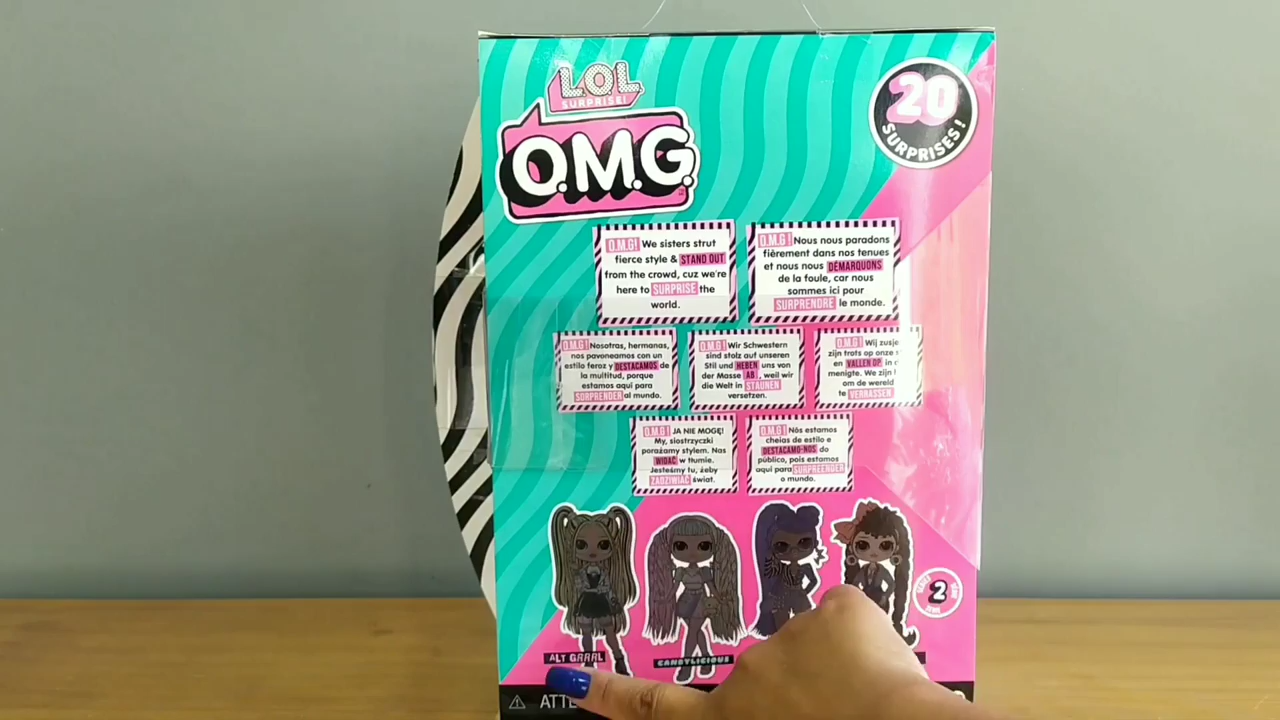 L.O.L.
SURPRISE!
O.M.G.
20
SURPRISES!
O.M.G! We sisters strut
fierce style & STAND OUT
from the crowd, cuz we're
here to SURPRISE the
world.
O.M.G! Nous nous paradons
fièrement dans nos tenues
et nous nous DÉMARQUONS
de la foule, car nous
sommes ici pour
SURPRENDRE le monde.
O.M.G! Nosotras, hermanas,
nos pavoneamos con un
estilo feroz y DESTACAMOS de
la multitud, porque
estamos aquí para
SORPRENDER al mundo.
O.M.G! Wir Schwestern
sind stolz auf unseren
Stil und HEBEN uns von
der Masse AB, weil wir
die Welt in STAUNEN
versetzen.
O.M.G! Wij zusje
zijn trots op onze s
en VALLEN OP in d
menigte. We zijn h
om de wereld
te VERRASSEN
O.M.G! JA NIE MOGĘ!
My, siostrzyczki
porażamy stylem. Nas
WIDAĆ w tłumie.
Jesteśmy tu, żeby
ZADZIWIAĆ świat.
O.M.G! Nós estamos
cheias de estilo e
DESTACAMO-NOS do
público, pois estamos
aqui para SURPREENDER
o mundo.
2
ALT GRRRL
CANDYLICIOUS
ATTE